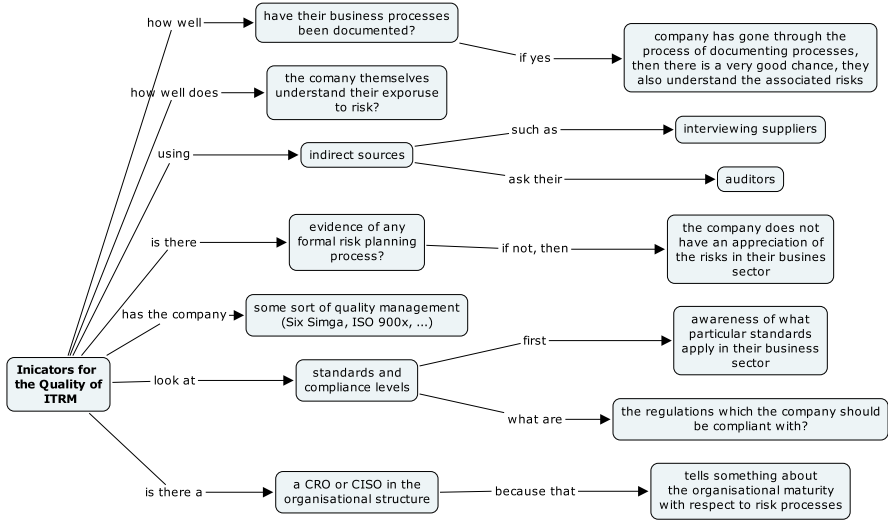 how well
have their business processes
been documented?
if yes
company has gone through the
process of documenting processes,
then there is a very good chance, they
also understand the associated risks
how well does
the comany themselves
understand their exporuse
to risk?
using
indirect sources
such as
interviewing suppliers
ask their
auditors
is there
evidence of any
formal risk planning
process?
if not, then
the company does not
have an appreciation of
the risks in their busines
sector
has the company
some sort of quality management
(Six Simga, ISO 900x, ...)
Inicators for
the Quality of
ITRM
look at
standards and
compliance levels
first
awareness of what
particular standards
apply in their business
sector
what are
the regulations which the company should
be compliant with?
is there a
a CRO or CISO in the
organisational structure
because that
tells something about
the organisational maturity
with respect to risk processes